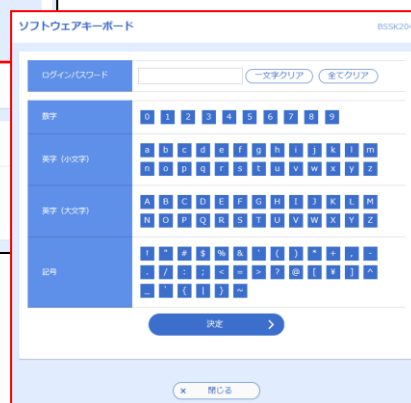 ソフトウェアキーボード
BSSK204
ログインパスワード
一文字クリア 全てクリア
数字
0 1 2 3 4 5 6 7 8 9
英字（小文字）
a b c d e f g h i j k l m
n o p q r s t u v w x y z
英字（大文字）
A B C D E F G H I J K L M
N O P Q R S T U V W X Y Z
記号
! " # $ % & ' ( ) * + , -
. / : ; < = > ? @ [ ¥ ] ^
_ ` { | } ~
決定
× 閉じる